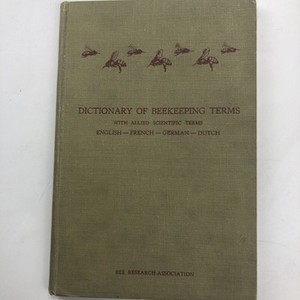 DICTIONARY OF BEEKEEPING TERMS
WITH ALLIED SCIENTIFIC TERMS
ENGLISH — FRENCH — GERMAN — DUTCH
BEE RESEARCH ASSOCIATION